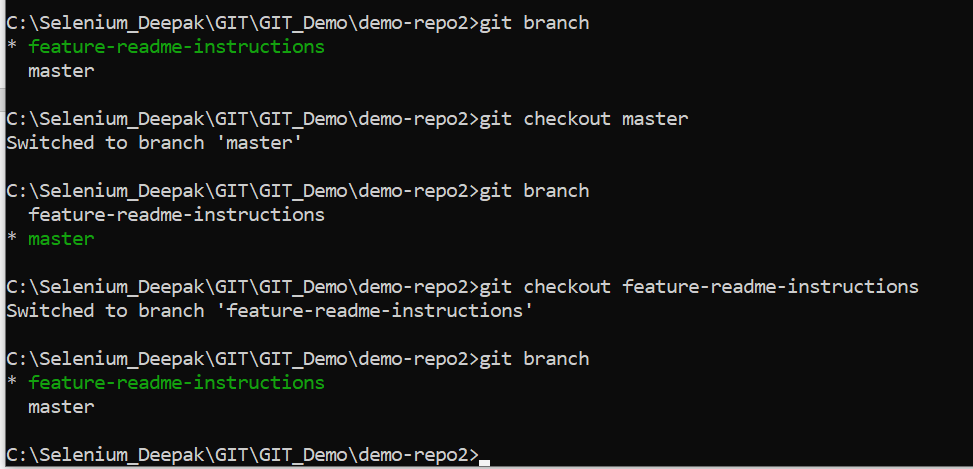 C:\Selenium_Deepak\GIT\GIT_Demo\demo-repo2>git branch
* feature-readme-instructions
  master
C:\Selenium_Deepak\GIT\GIT_Demo\demo-repo2>git checkout master
Switched to branch 'master'
C:\Selenium_Deepak\GIT\GIT_Demo\demo-repo2>git branch
  feature-readme-instructions
* master
C:\Selenium_Deepak\GIT\GIT_Demo\demo-repo2>git checkout feature-readme-instructions
Switched to branch 'feature-readme-instructions'
C:\Selenium_Deepak\GIT\GIT_Demo\demo-repo2>git branch
* feature-readme-instructions
  master
C:\Selenium_Deepak\GIT\GIT_Demo\demo-repo2>